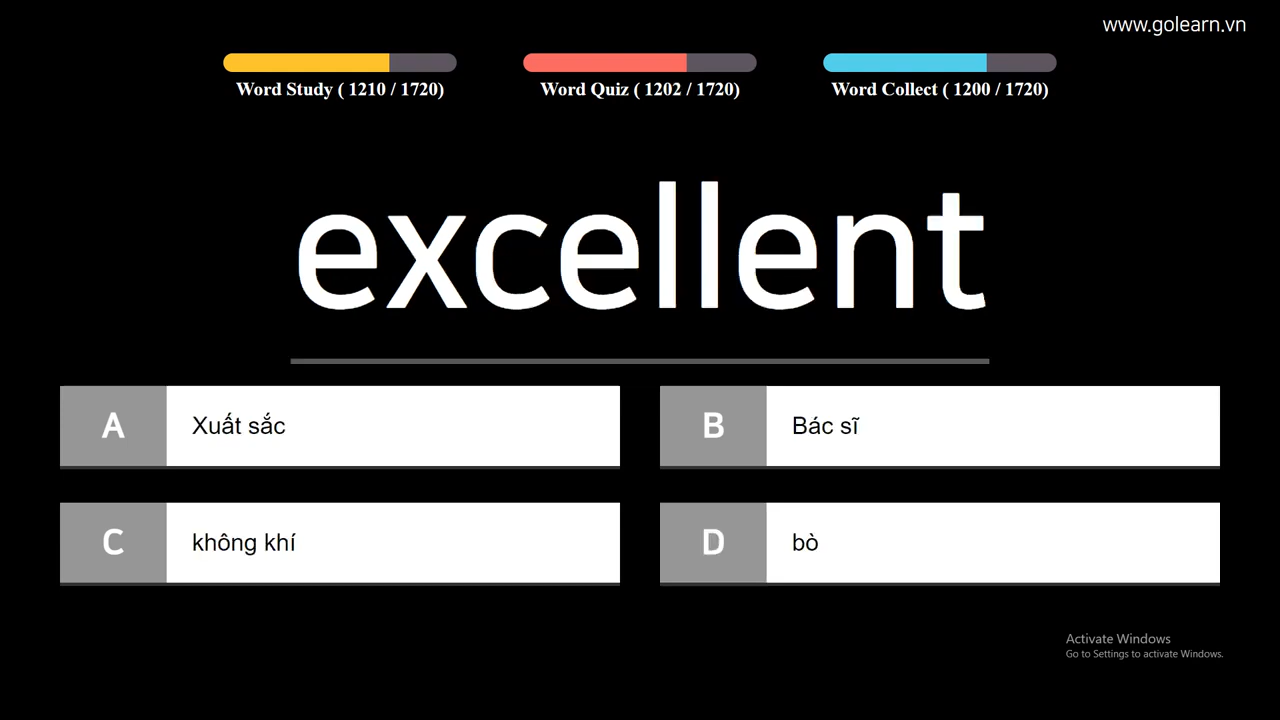 www.golearn.vn
Word Study ( 1210 / 1720)
Word Quiz ( 1202 / 1720)
Word Collect ( 1200 / 1720)
excellent
A Xuất sắc
B Bác sĩ
C không khí
D bò
Activate Windows
Go to Settings to activate Windows.